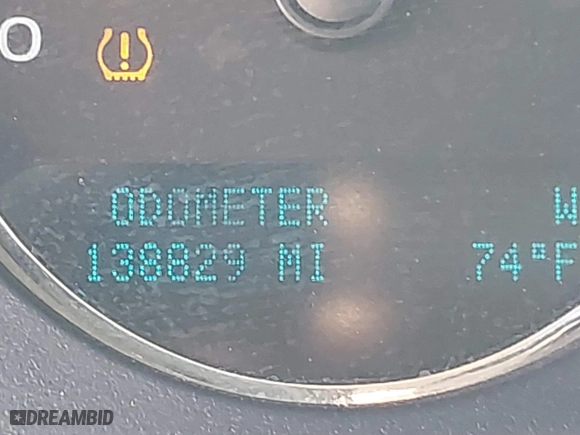 O
ODOMETER W
138829 MI 74°F
DREAMBID